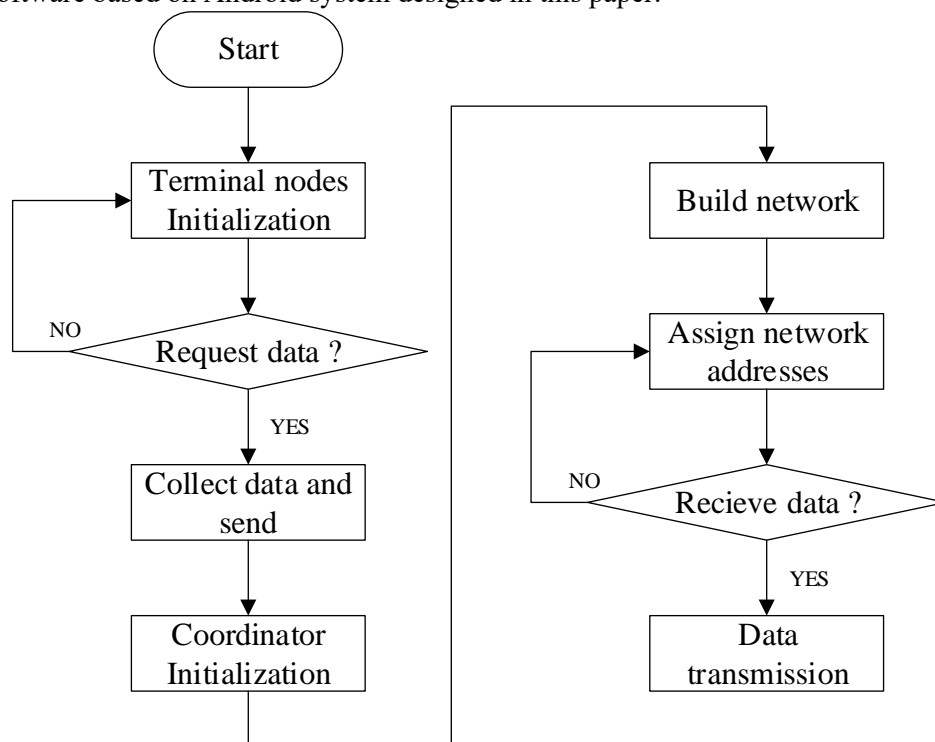 oftware based on Android system designed in this paper.
Start
Terminal nodes
Initialization
NO
Request data ?
YES
Collect data and
send
Coordinator
Initialization
Build network
Assign network
addresses
NO
Recieve data ?
YES
Data
transmission